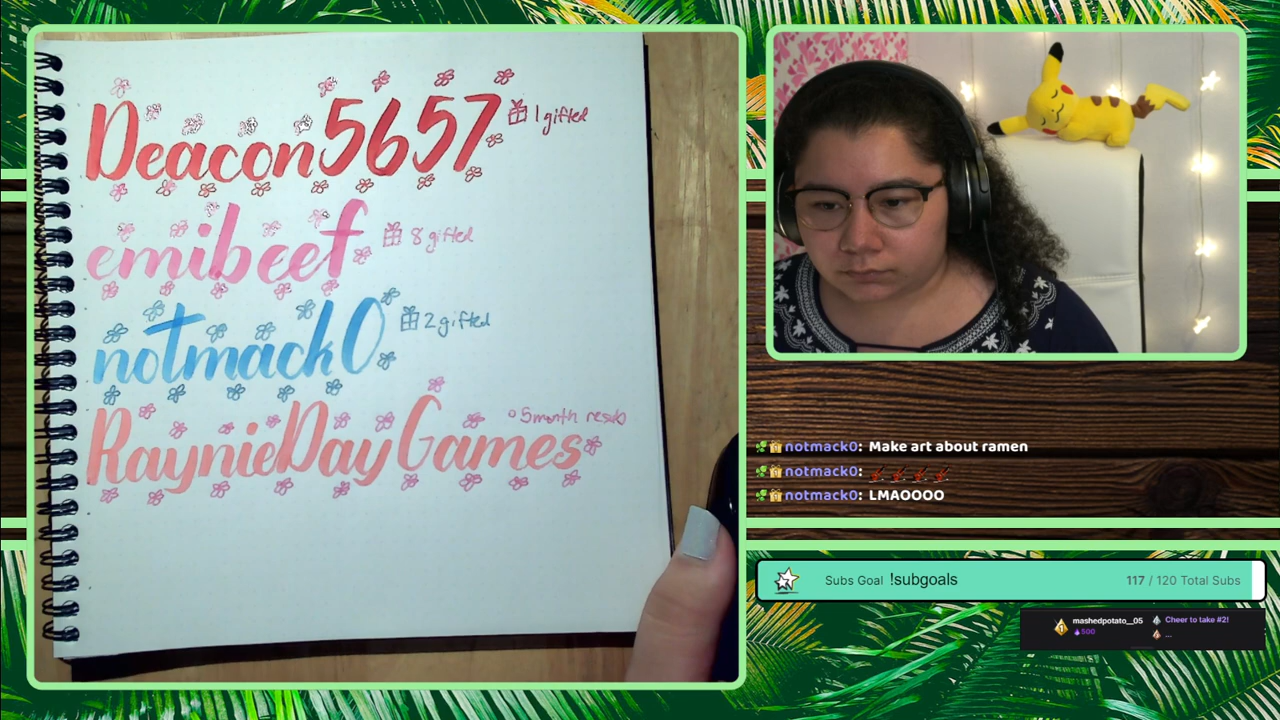 Deacon5657 1 gifted
emibeef 8 gifted
notmack0 2 gifted
RaynieDayGames 5 month resub
notmack0: Make art about ramen
notmack0:
notmack0: LMAOOOO
Subs Goal !subgoals 117 / 120 Total Subs
mashedpotato__05 Cheer to take #2!
500 ...